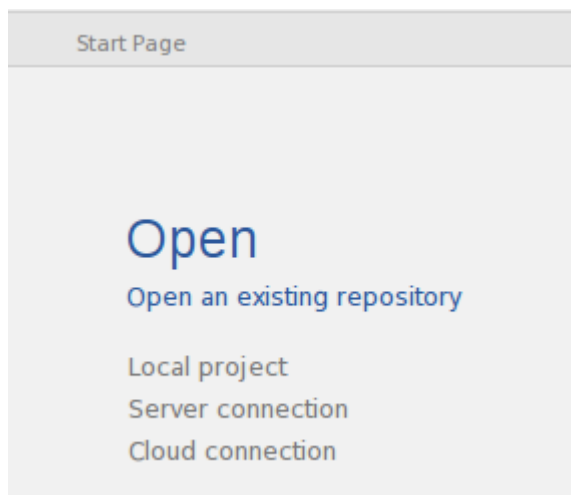 Start Page
Open
Open an existing repository
Local project
Server connection
Cloud connection